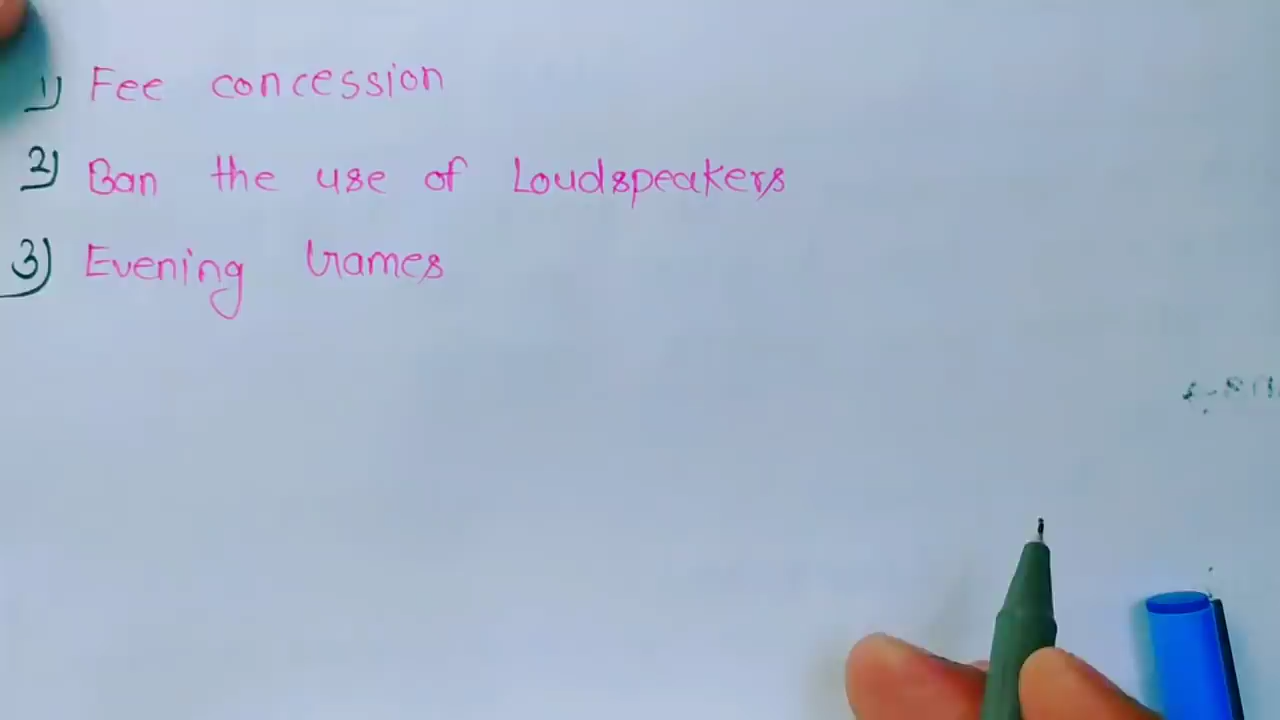 1) Fee concession
2) Ban the use of Loudspeakers
3) Evening Games